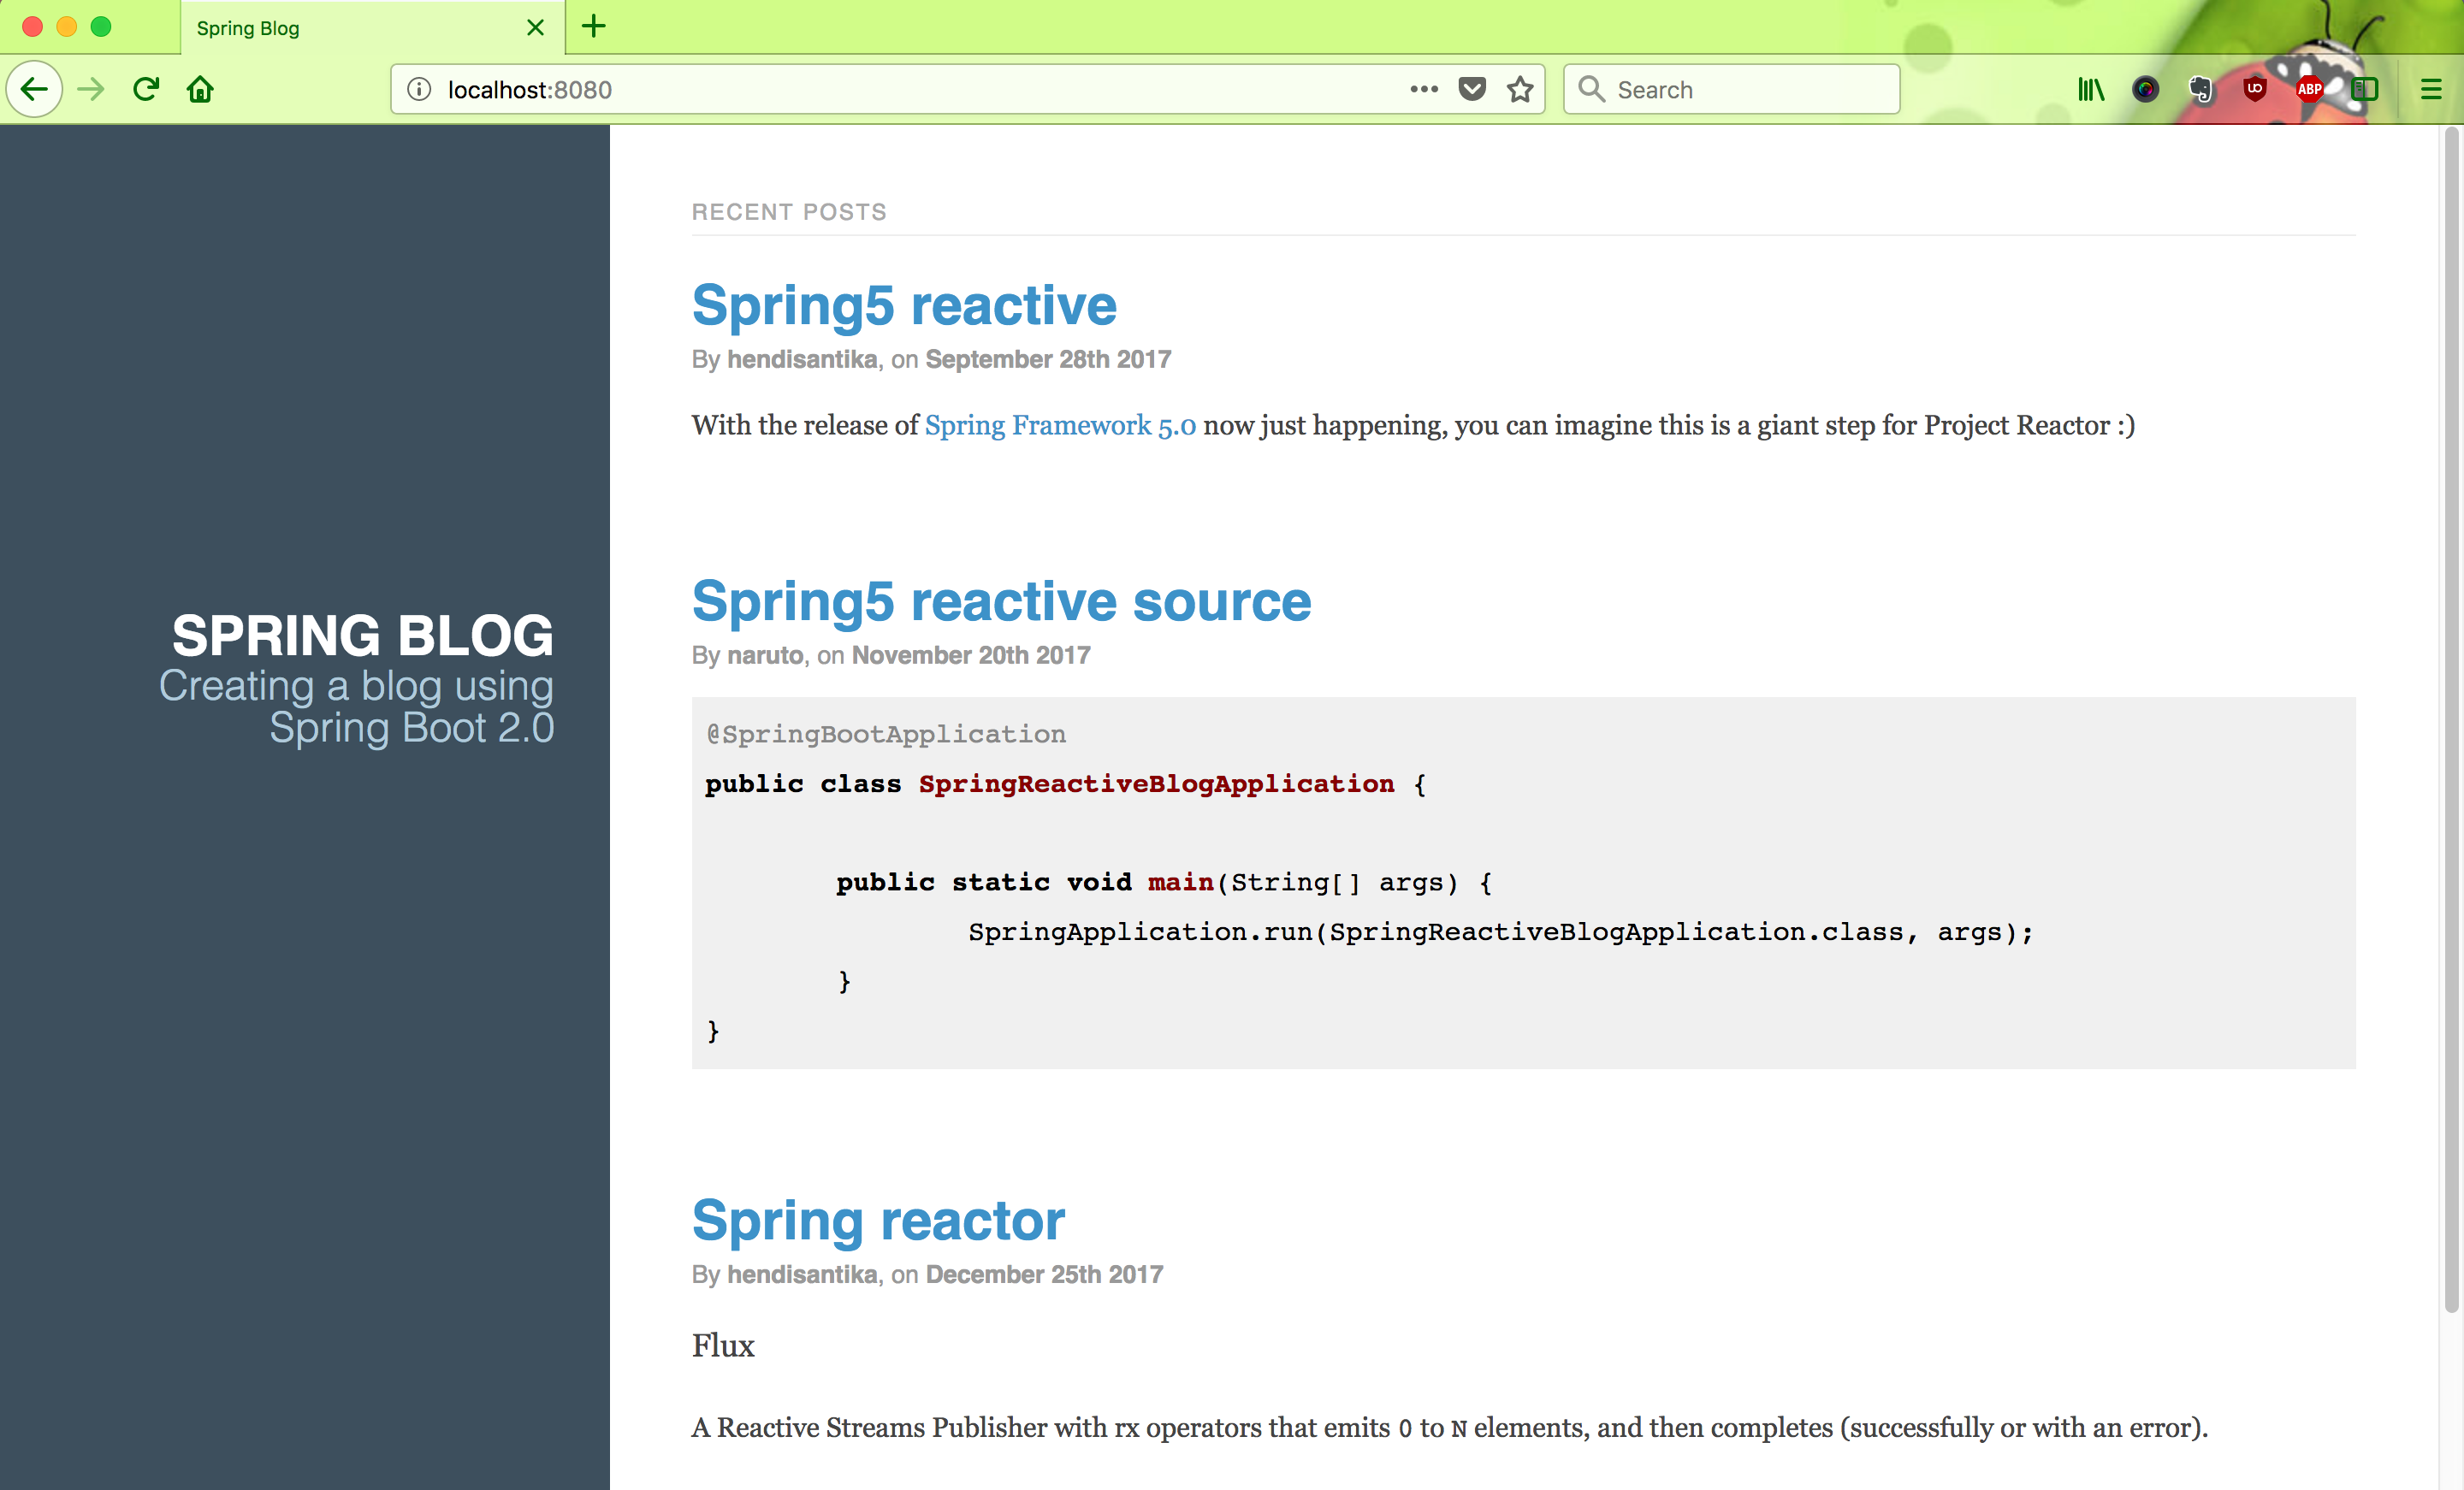 Spring Blog
localhost:8080
Search
UO
ABP
SPRING BLOG
Creating a blog using
Spring Boot 2.0
RECENT POSTS
Spring5 reactive
By hendisantika, on September 28th 2017
With the release of Spring Framework 5.0 now just happening, you can imagine this is a giant step for Project Reactor :)
Spring5 reactive source
By naruto, on November 20th 2017
@SpringBootApplication
public class SpringReactiveBlogApplication {
public static void main(String[] args) {
SpringApplication.run(SpringReactiveBlogApplication.class, args);
}
}
Spring reactor
By hendisantika, on December 25th 2017
Flux
A Reactive Streams Publisher with rx operators that emits 0 to N elements, and then completes (successfully or with an error).